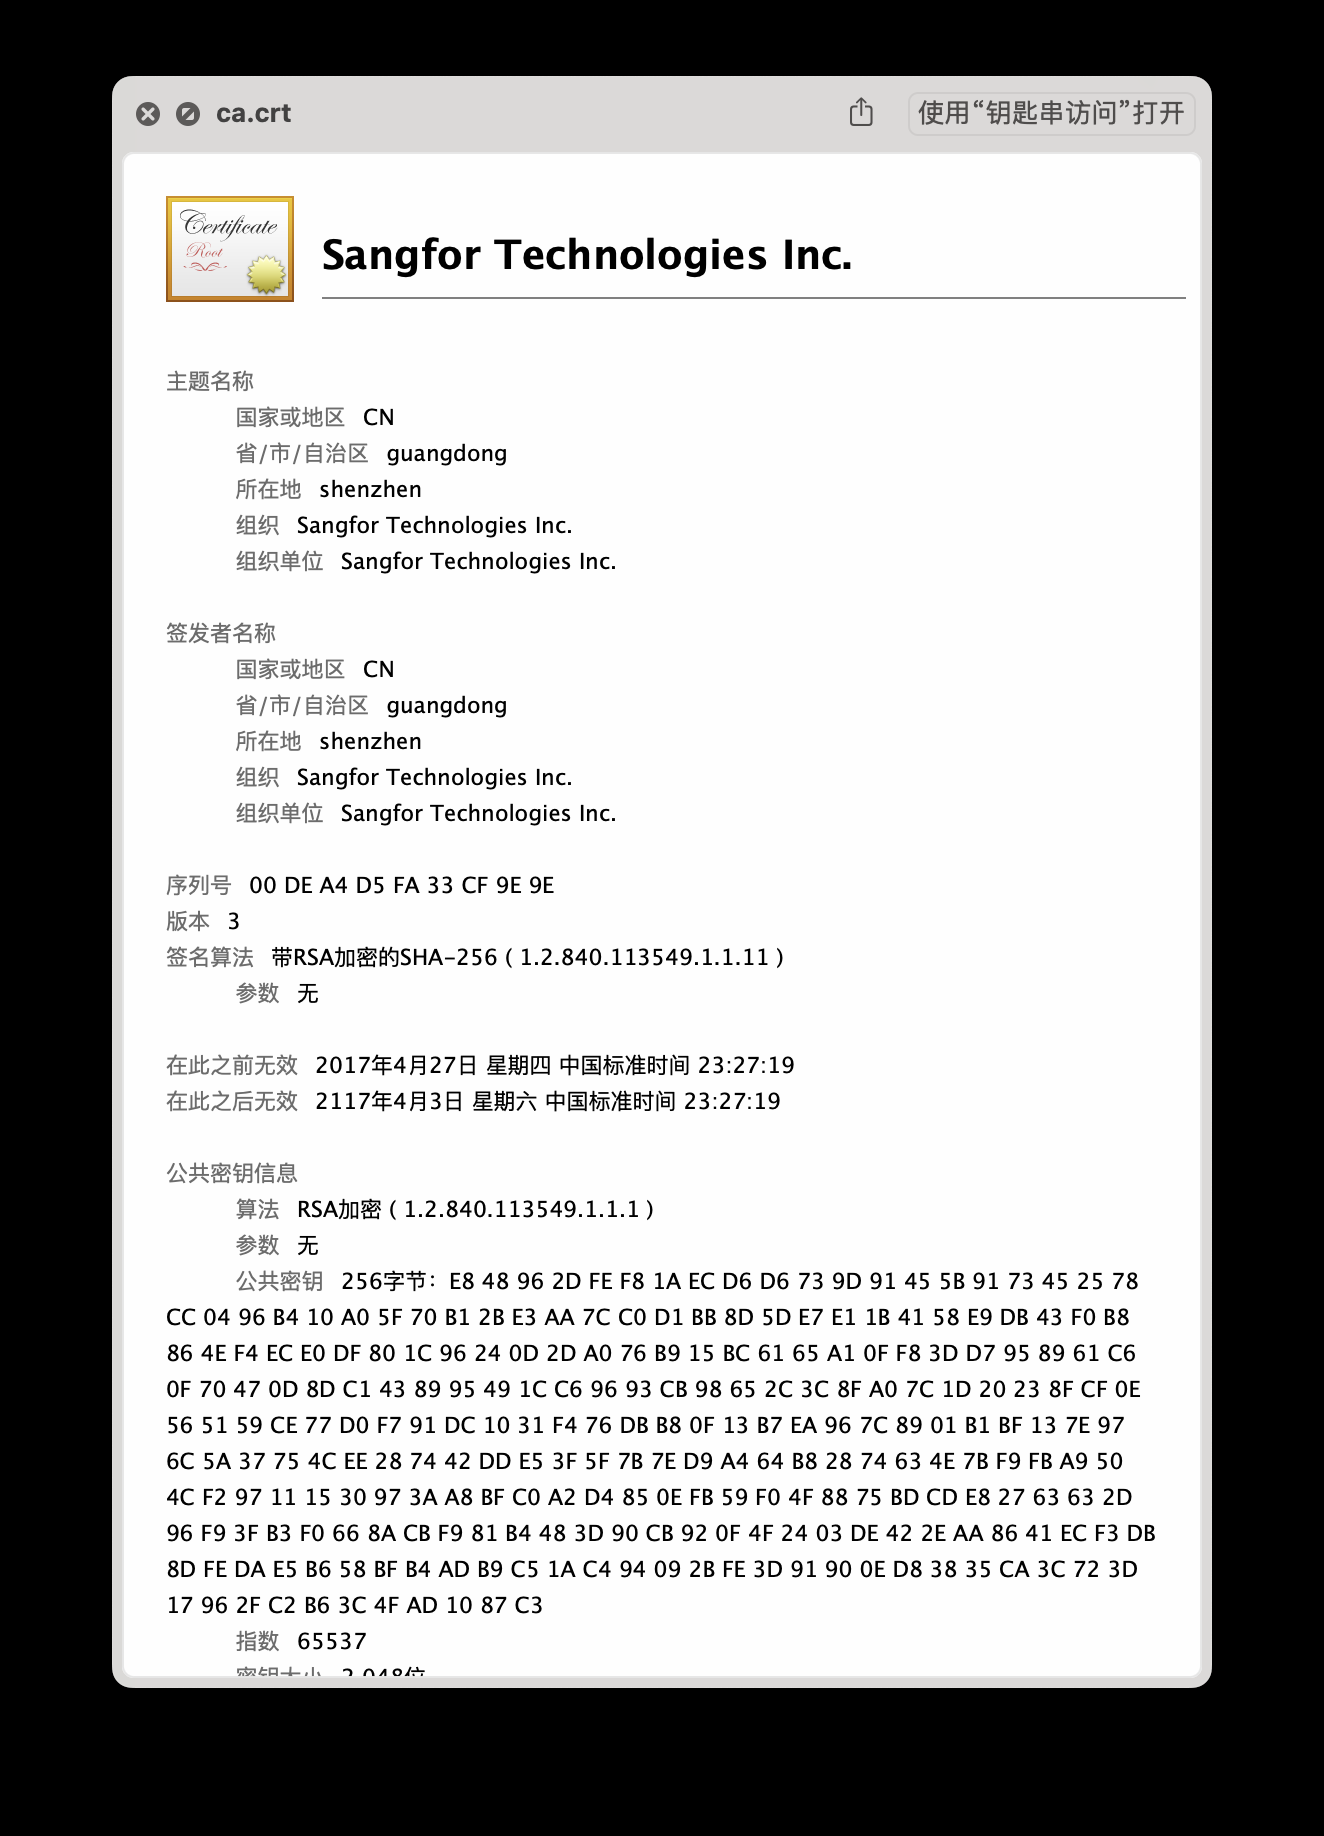 ca.crt
使用“钥匙串访问”打开
Certificate
Root
Sangfor Technologies Inc.
主题名称
国家或地区 CN
省/市/自治区 guangdong
所在地 shenzhen
组织 Sangfor Technologies Inc.
组织单位 Sangfor Technologies Inc.
签发者名称
国家或地区 CN
省/市/自治区 guangdong
所在地 shenzhen
组织 Sangfor Technologies Inc.
组织单位 Sangfor Technologies Inc.
序列号 00 DE A4 D5 FA 33 CF 9E 9E
版本 3
签名算法 带RSA加密的SHA-256 ( 1.2.840.113549.1.1.11 )
参数 无
在此之前无效 2017年4月27日 星期四 中国标准时间 23:27:19
在此之后无效 2117年4月3日 星期六 中国标准时间 23:27:19
公共密钥信息
算法 RSA加密 ( 1.2.840.113549.1.1.1 )
参数 无
公共密钥 256字节：E8 48 96 2D FE F8 1A EC D6 D6 73 9D 91 45 5B 91 73 45 25 78
CC 04 96 B4 10 A0 5F 70 B1 2B E3 AA 7C C0 D1 BB 8D 5D E7 E1 1B 41 58 E9 DB 43 F0 B8
86 4E F4 EC E0 DF 80 1C 96 24 0D 2D A0 76 B9 15 BC 61 65 A1 0F F8 3D D7 95 89 61 C6
0F 70 47 0D 8D C1 43 89 95 49 1C C6 96 93 CB 98 65 2C 3C 8F A0 7C 1D 20 23 8F CF 0E
56 51 59 CE 77 D0 F7 91 DC 10 31 F4 76 DB B8 0F 13 B7 EA 96 7C 89 01 B1 BF 13 7E 97
6C 5A 37 75 4C EE 28 74 42 DD E5 3F 5F 7B 7E D9 A4 64 B8 28 74 63 4E 7B F9 FB A9 50
4C F2 97 11 15 30 97 3A A8 BF C0 A2 D4 85 0E FB 59 F0 4F 88 75 BD CD E8 27 63 63 2D
96 F9 3F B3 F0 66 8A CB F9 81 B4 48 3D 90 CB 92 0F 4F 24 03 DE 42 2E AA 86 41 EC F3 DB
8D FE DA E5 B6 58 BF B4 AD B9 C5 1A C4 94 09 2B FE 3D 91 90 0E D8 38 35 CA 3C 72 3D
17 96 2F C2 B6 3C 4F AD 10 87 C3
指数 65537
密钥大小 2,048位